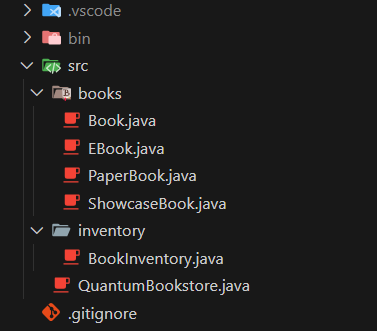 .vscode
bin
src
books
Book.java
EBook.java
PaperBook.java
ShowcaseBook.java
inventory
BookInventory.java
QuantumBookstore.java
.gitignore